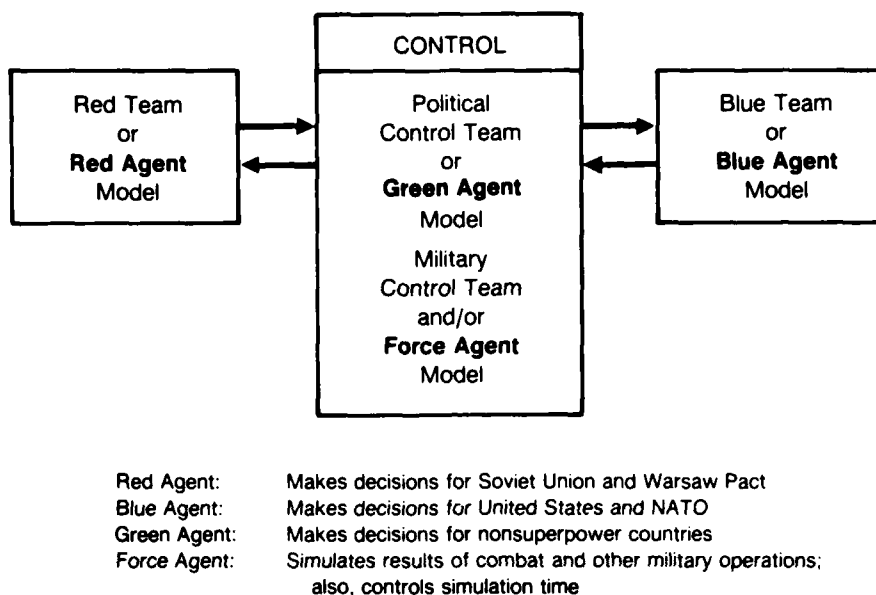 CONTROL
Red Team
or
Red Agent
Model
Political
Control Team
or
Green Agent
Model
Military
Control Team
and/or
Force Agent
Model
Blue Team
or
Blue Agent
Model
Red Agent: Makes decisions for Soviet Union and Warsaw Pact
Blue Agent: Makes decisions for United States and NATO
Green Agent: Makes decisions for nonsuperpower countries
Force Agent: Simulates results of combat and other military operations;
also, controls simulation time